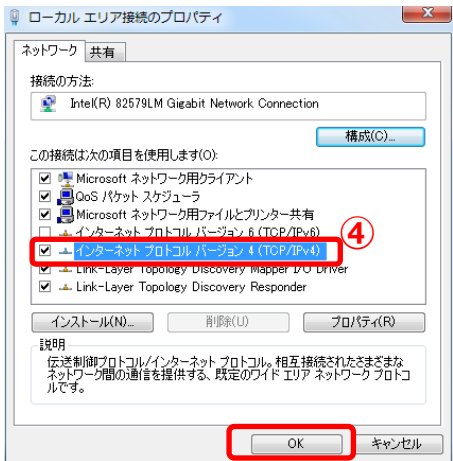 ローカル エリア接続のプロパティ
ネットワーク 共有
接続の方法:
Intel(R) 82579LM Gigabit Network Connection
構成(C)...
この接続は次の項目を使用します(O):
Microsoft ネットワーク用クライアント
QoS パケット スケジューラ
Microsoft ネットワーク用ファイルとプリンター共有
インターネット プロトコル バージョン 6 (TCP/IPv6)
④
インターネット プロトコル バージョン 4 (TCP/IPv4)
Link-Layer Topology Discovery Mapper I/O Driver
Link-Layer Topology Discovery Responder
インストール(N)... 削除(U) プロパティ(R)
説明
伝送制御プロトコル/インターネット プロトコル。相互接続されたさまざまな
ネットワーク間の通信を提供する、既定のワイド エリア ネットワーク プロトコ
ルです。
OK キャンセル